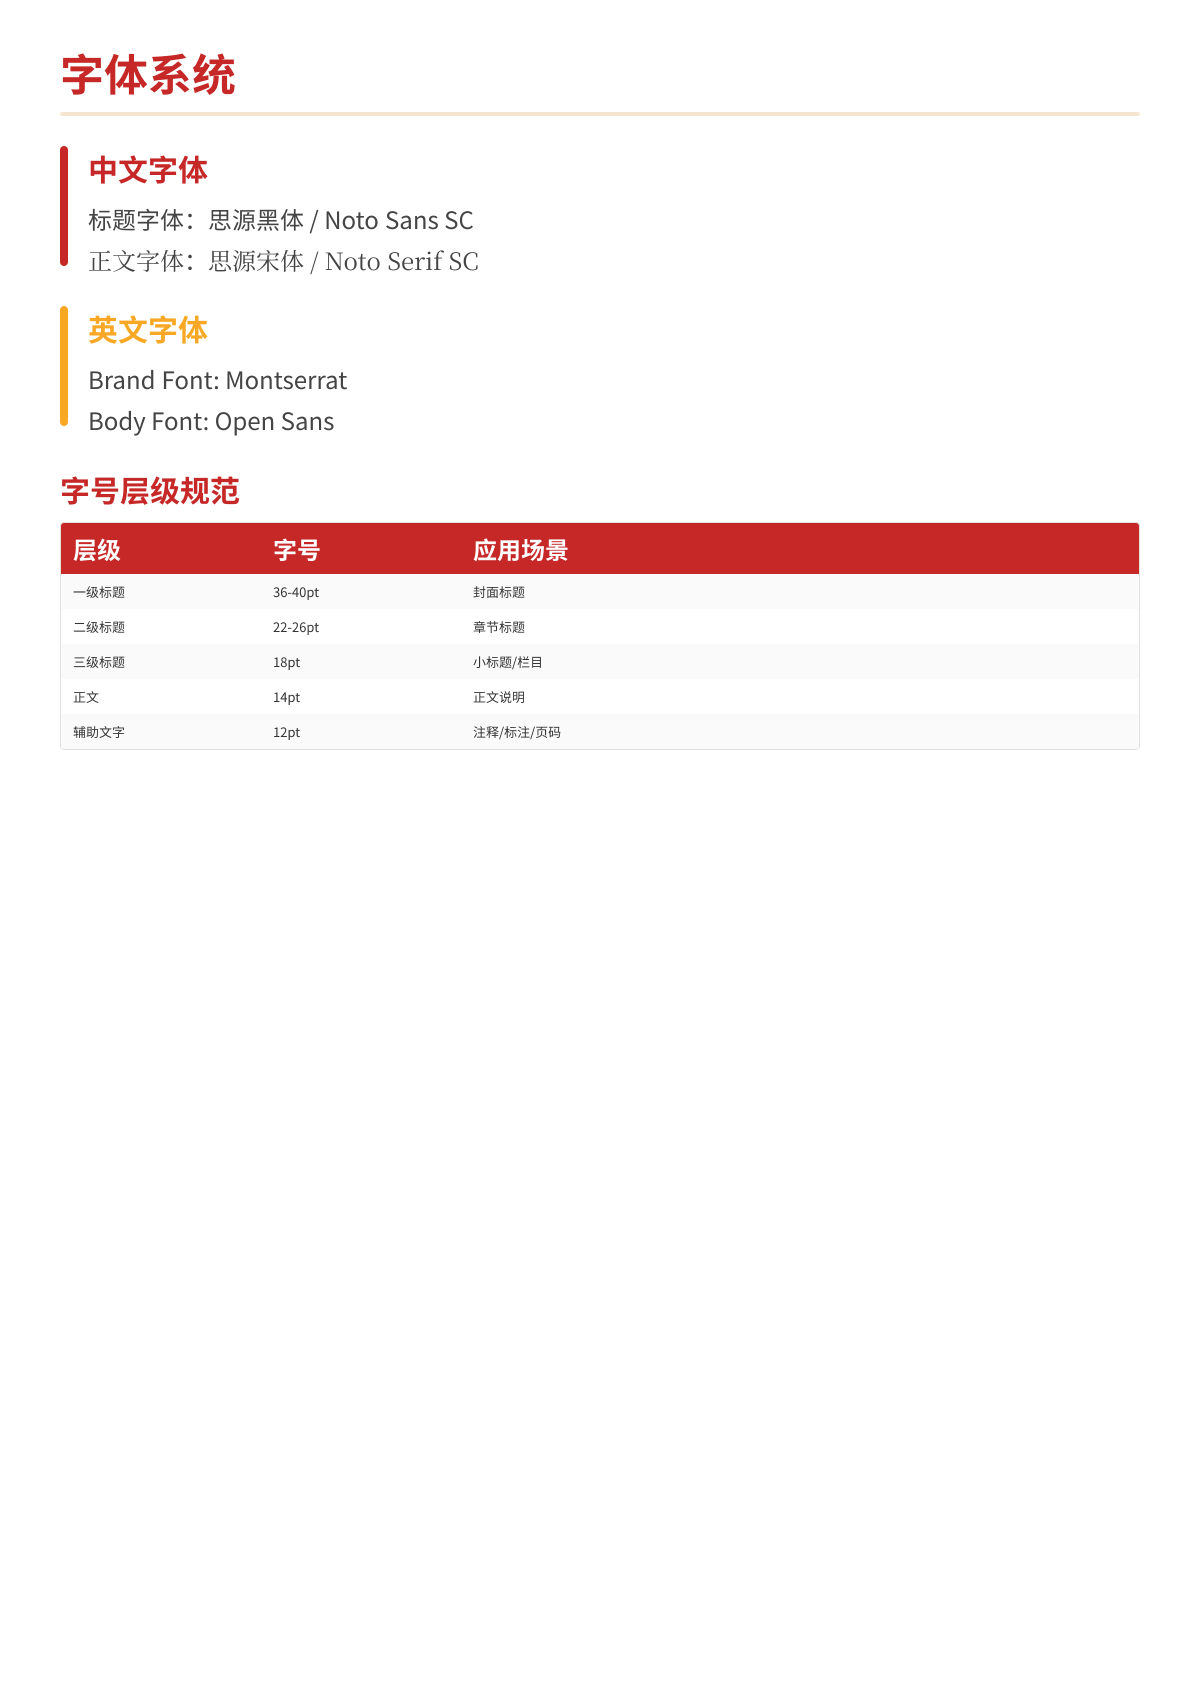 字体系统
中文字体
标题字体：思源黑体 / Noto Sans SC
正文字体：思源宋体 / Noto Serif SC
英文字体
Brand Font: Montserrat
Body Font: Open Sans
字号层级规范
层级 字号 应用场景
一级标题 36-40pt 封面标题
二级标题 22-26pt 章节标题
三级标题 18pt 小标题/栏目
正文 14pt 正文说明
辅助文字 12pt 注释/标注/页码